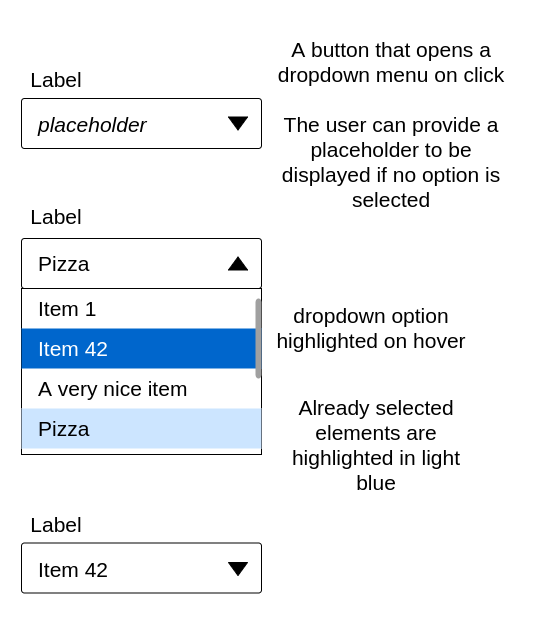 A button that opens a
dropdown menu on click
Label
placeholder
The user can provide a
placeholder to be
displayed if no option is
selected
Label
Pizza
Item 1
Item 42
A very nice item
Pizza
dropdown option
highlighted on hover
Already selected
elements are
highlighted in light
blue
Label
Item 42